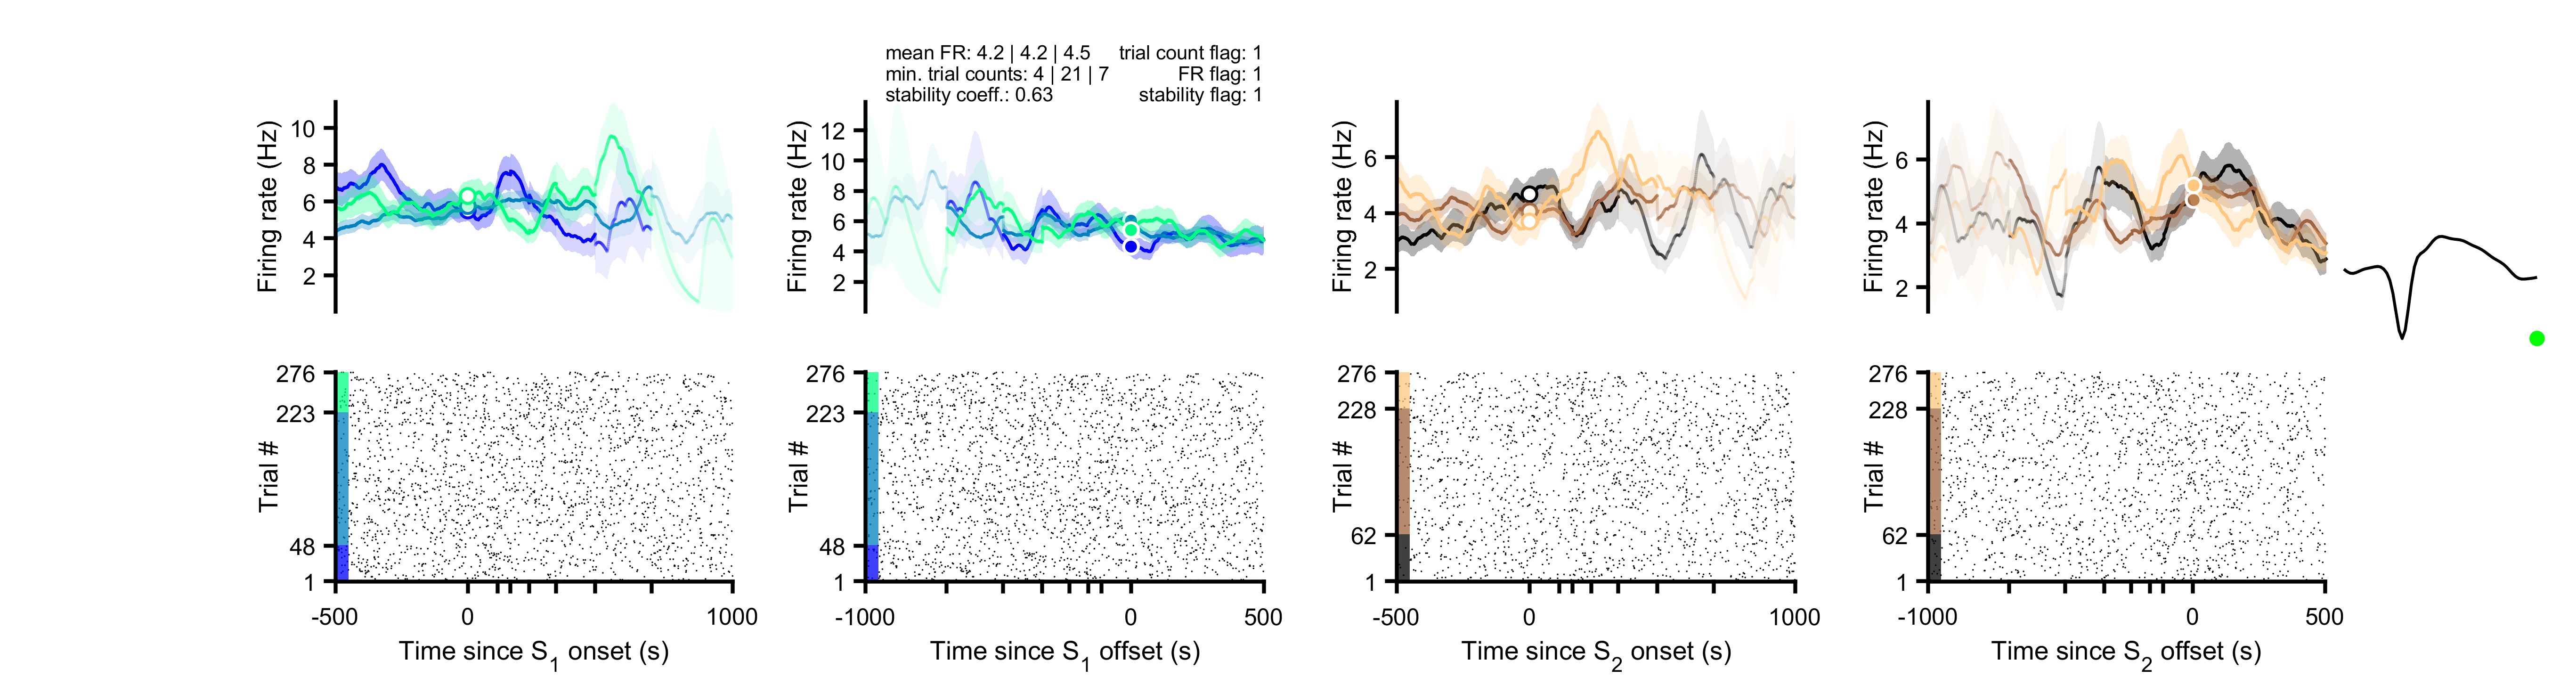 mean FR: 4.2 | 4.2 | 4.5 trial count flag: 1
min. trial counts: 4 | 21 | 7 FR flag: 1
stability coeff.: 0.63 stability flag: 1
Firing rate (Hz)
10
8
6
4
2
Firing rate (Hz)
12
10
8
6
4
2
Firing rate (Hz)
6
4
2
Firing rate (Hz)
6
4
2
Trial #
276
223
48
1
-500 0 1000
Time since S1 onset (s)
Trial #
276
223
48
1
-1000 0 500
Time since S1 offset (s)
Trial #
276
228
62
1
-500 0 1000
Time since S2 onset (s)
Trial #
276
228
62
1
-1000 0 500
Time since S2 offset (s)